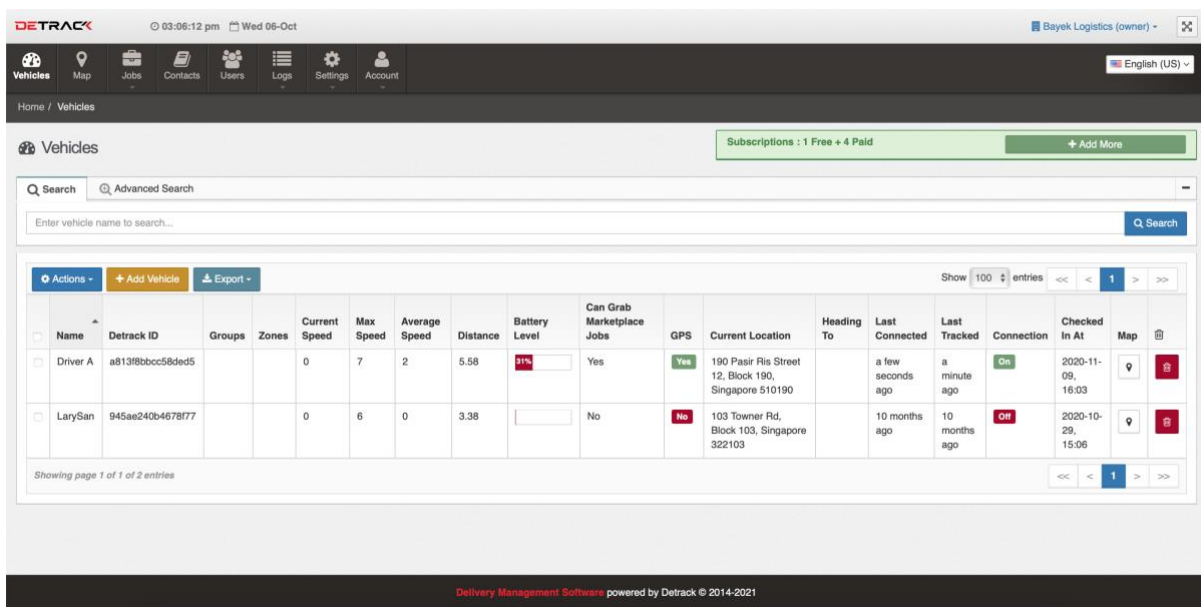 DETRACK 03:06:12 pm Wed 06-Oct Bayek Logistics (owner)
Vehicles Map Jobs Contacts Users Logs Settings Account English (US)
Home / Vehicles
Vehicles
Subscriptions : 1 Free + 4 Paid + Add More
Search Advanced Search
Enter vehicle name to search... Search
Actions + Add Vehicle Export Show 100 entries << < 1 > >>
Name Detrack ID Groups Zones Current Speed Max Speed Average Speed Distance Battery Level Can Grab Marketplace Jobs GPS Current Location Heading To Last Connected Last Tracked Connection Checked In At Map
Driver A a813f8bbcc58ded5 0 7 2 5.58 31% Yes Yes 190 Pasir Ris Street 12, Block 190, Singapore 510190 a few seconds ago a minute ago On 2020-11-09, 16:03
LarySan 945ae240b4678f77 0 6 0 3.38 No No 103 Towner Rd, Block 103, Singapore 322103 10 months ago 10 months ago Off 2020-10-29, 15:06
Showing page 1 of 1 of 2 entries << < 1 > >>
Delivery Management Software powered by Detrack © 2014-2021